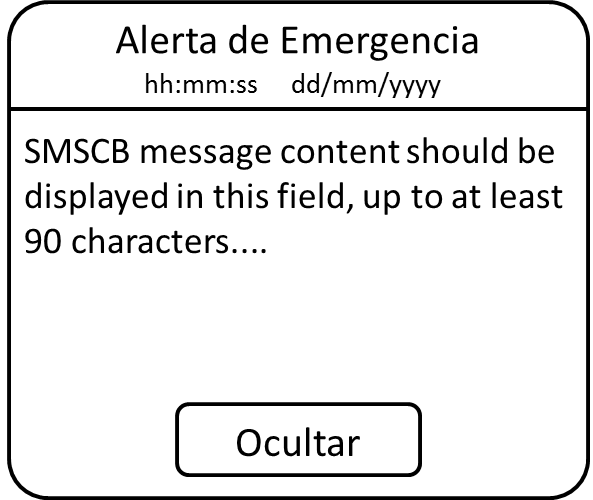 Alerta de Emergencia
hh:mm:ss dd/mm/yyyy
SMSCB message content should be
displayed in this field, up to at least
90 characters....
Ocultar